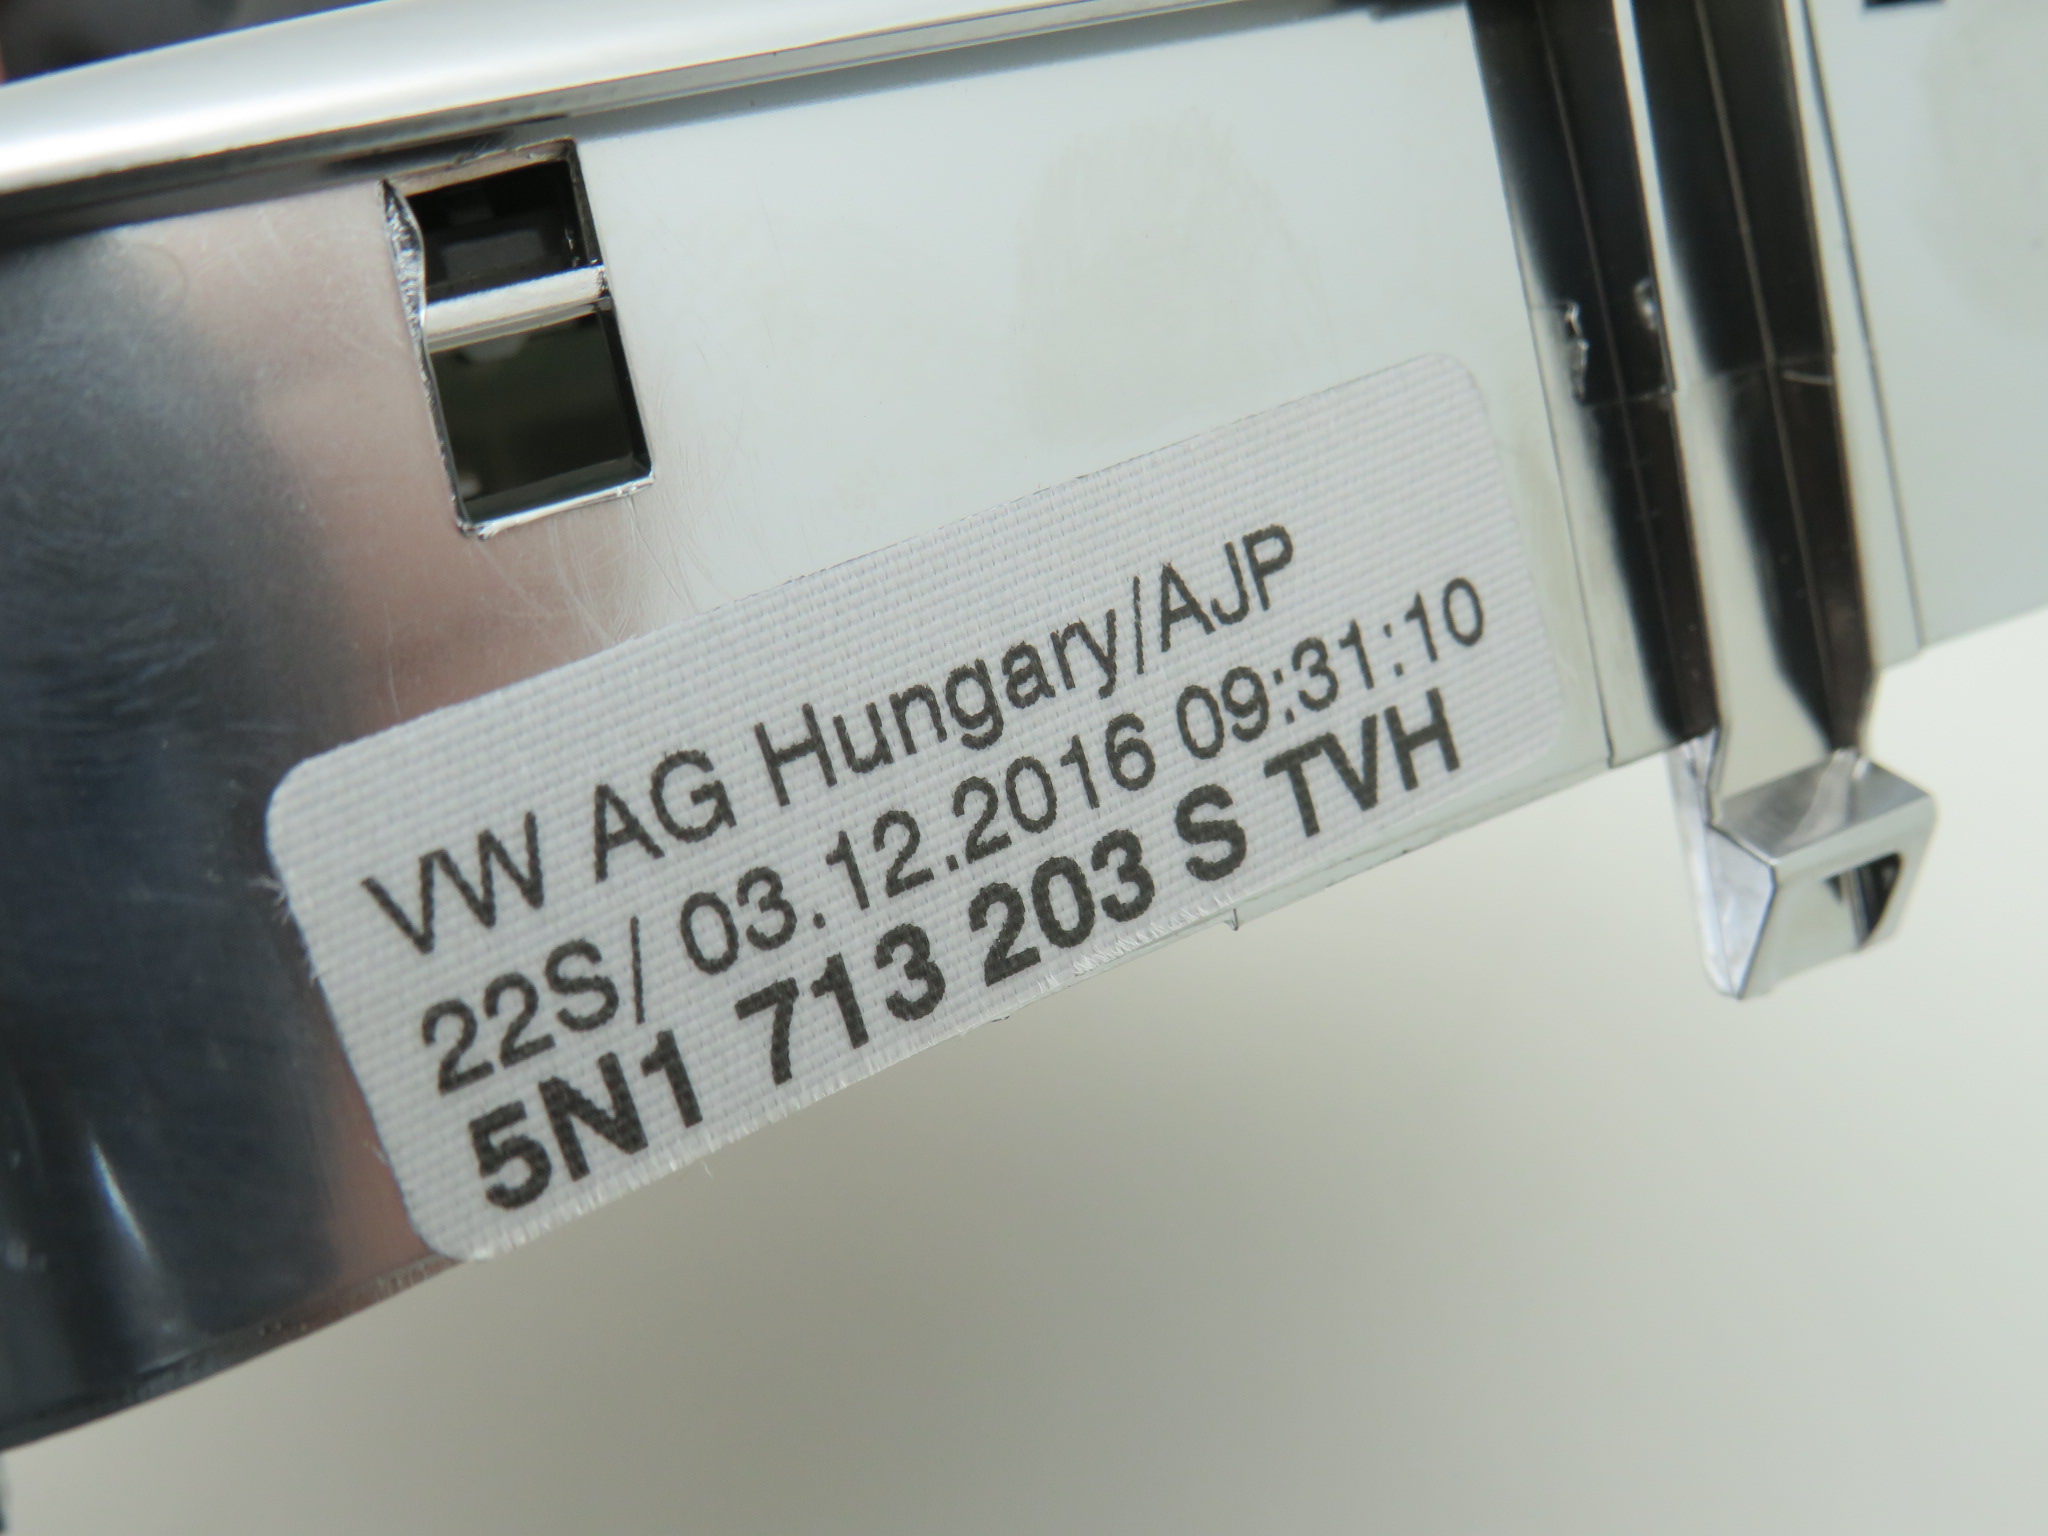 VW AG Hungary/AJP
22S/ 03.12.2016 09:31:10
5N1 713 203 S TVH